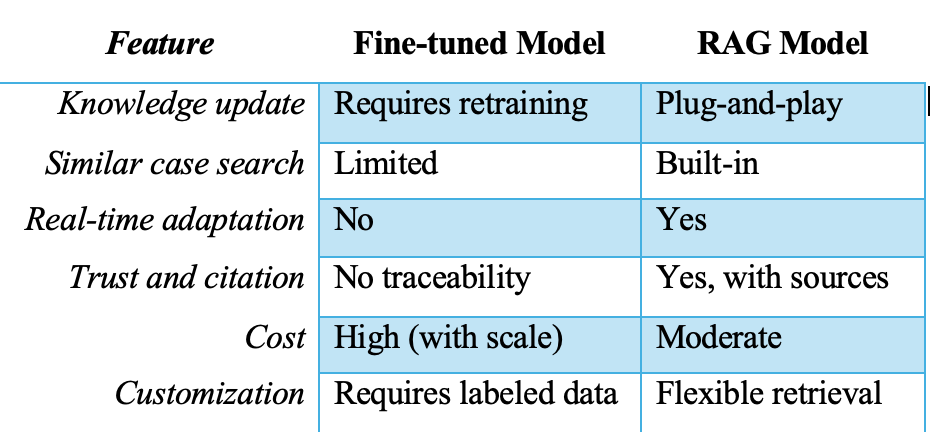 Feature Fine-tuned Model RAG Model
Knowledge update Requires retraining Plug-and-play
Similar case search Limited Built-in
Real-time adaptation No Yes
Trust and citation No traceability Yes, with sources
Cost High (with scale) Moderate
Customization Requires labeled data Flexible retrieval